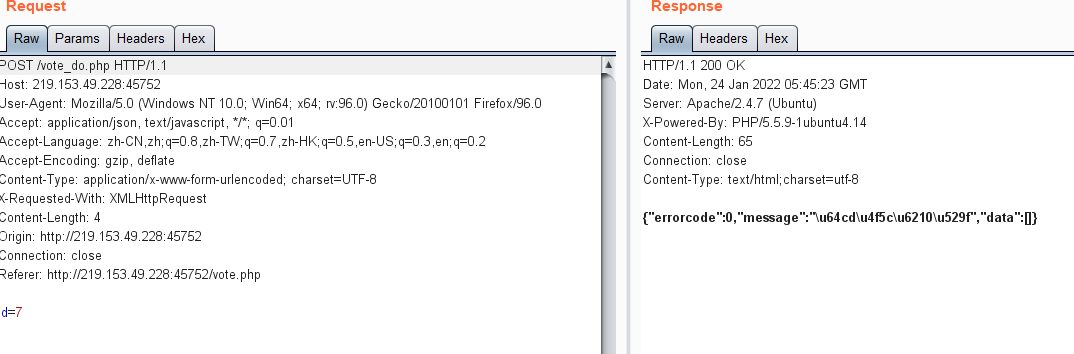 Request
Raw Params Headers Hex
POST /vote_do.php HTTP/1.1
Host: 219.153.49.228:45752
User-Agent: Mozilla/5.0 (Windows NT 10.0; Win64; x64; rv:96.0) Gecko/20100101 Firefox/96.0
Accept: application/json, text/javascript, */*; q=0.01
Accept-Language: zh-CN,zh;q=0.8,zh-TW;q=0.7,zh-HK;q=0.5,en-US;q=0.3,en;q=0.2
Accept-Encoding: gzip, deflate
Content-Type: application/x-www-form-urlencoded; charset=UTF-8
X-Requested-With: XMLHttpRequest
Content-Length: 4
Origin: http://219.153.49.228:45752
Connection: close
Referer: http://219.153.49.228:45752/vote.php
d=7
Response
Raw Headers Hex
HTTP/1.1 200 OK
Date: Mon, 24 Jan 2022 05:45:23 GMT
Server: Apache/2.4.7 (Ubuntu)
X-Powered-By: PHP/5.5.9-1ubuntu4.14
Content-Length: 65
Connection: close
Content-Type: text/html;charset=utf-8
{"errorcode":0,"message":"\u64cd\u4f5c\u6210\u529f","data":[]}